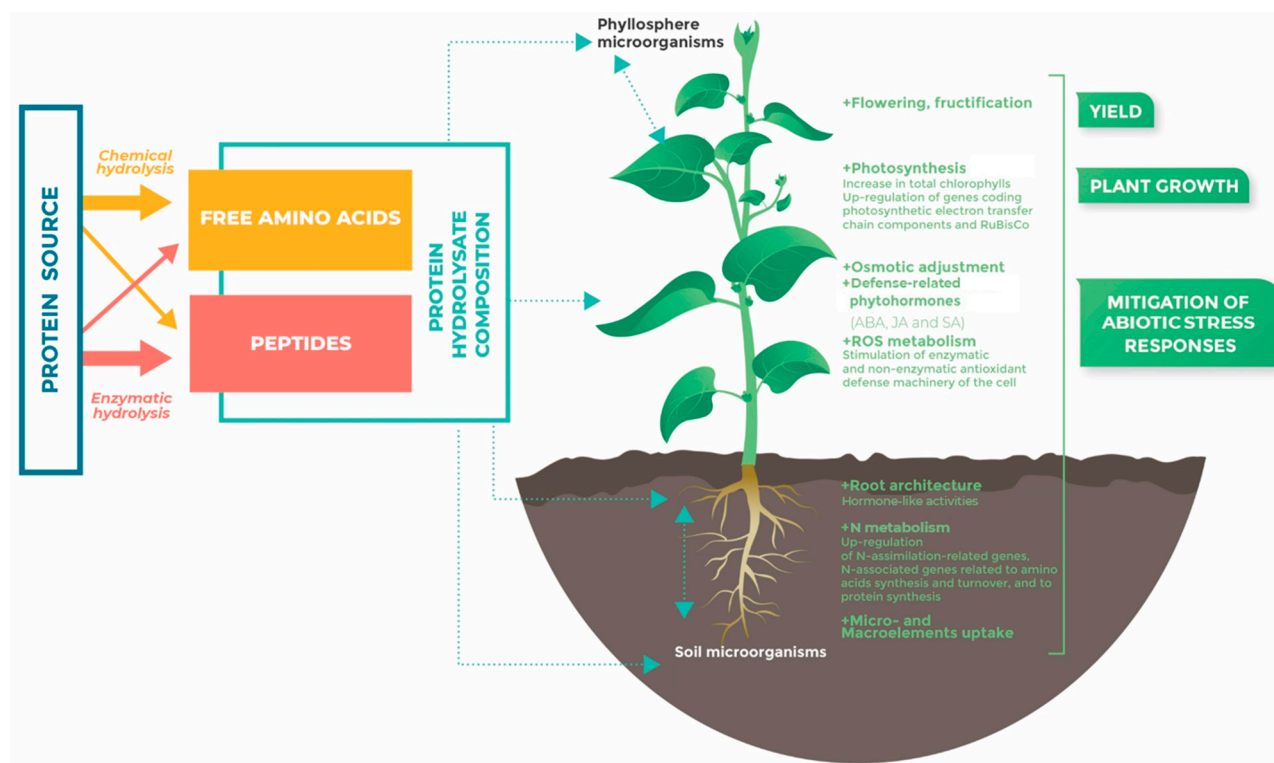 PROTEIN SOURCE
Chemical
hydrolysis
Enzymatic
hydrolysis
FREE AMINO ACIDS
PEPTIDES
PROTEIN
HYDROLYSATE
COMPOSITION
Phyllosphere
microorganisms
+Flowering, fructification
+Photosynthesis
Increase in total chlorophylls
Up-regulation of genes coding
photosynthetic electron transfer
chain components and RuBisCo
+Osmotic adjustment
+Defense-related
phytohormones
(ABA, JA and SA)
+ROS metabolism
Stimulation of enzymatic
and non-enzymatic antioxidant
defense machinery of the cell
+Root architecture
Hormone-like activities
+N metabolism
Up-regulation
of N-assimilation-related genes,
N-associated genes related to amino
acids synthesis and turnover, and to
protein synthesis
+Micro- and
Macroelements uptake
Soil microorganisms
YIELD
PLANT GROWTH
MITIGATION OF
ABIOTIC STRESS
RESPONSES